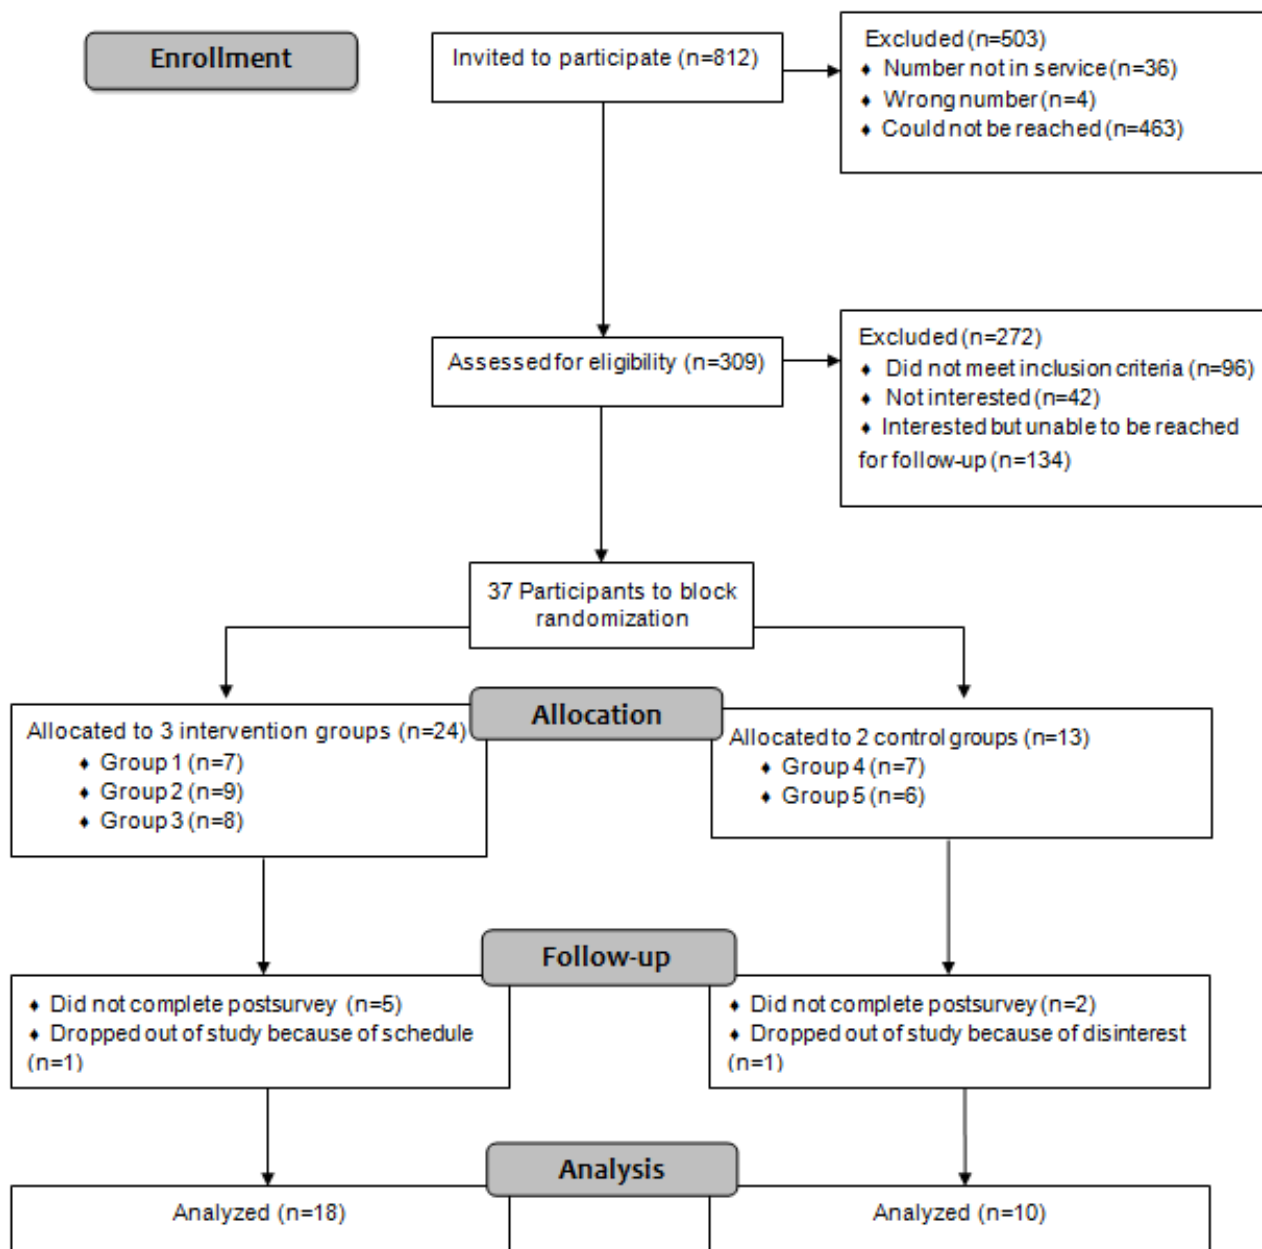 Enrollment
Invited to participate (n=812)
Excluded (n=503)
♦ Number not in service (n=36)
♦ Wrong number (n=4)
♦ Could not be reached (n=463)
Assessed for eligibility (n=309)
Excluded (n=272)
♦ Did not meet inclusion criteria (n=96)
♦ Not interested (n=42)
♦ Interested but unable to be reached
for follow-up (n=134)
37 Participants to block
randomization
Allocation
Allocated to 3 intervention groups (n=24)
♦ Group 1 (n=7)
♦ Group 2 (n=9)
♦ Group 3 (n=8)
Allocated to 2 control groups (n=13)
♦ Group 4 (n=7)
♦ Group 5 (n=6)
Follow-up
♦ Did not complete postsurvey (n=5)
♦ Dropped out of study because of schedule
(n=1)
♦ Did not complete postsurvey (n=2)
♦ Dropped out of study because of disinterest
(n=1)
Analysis
Analyzed (n=18)
Analyzed (n=10)